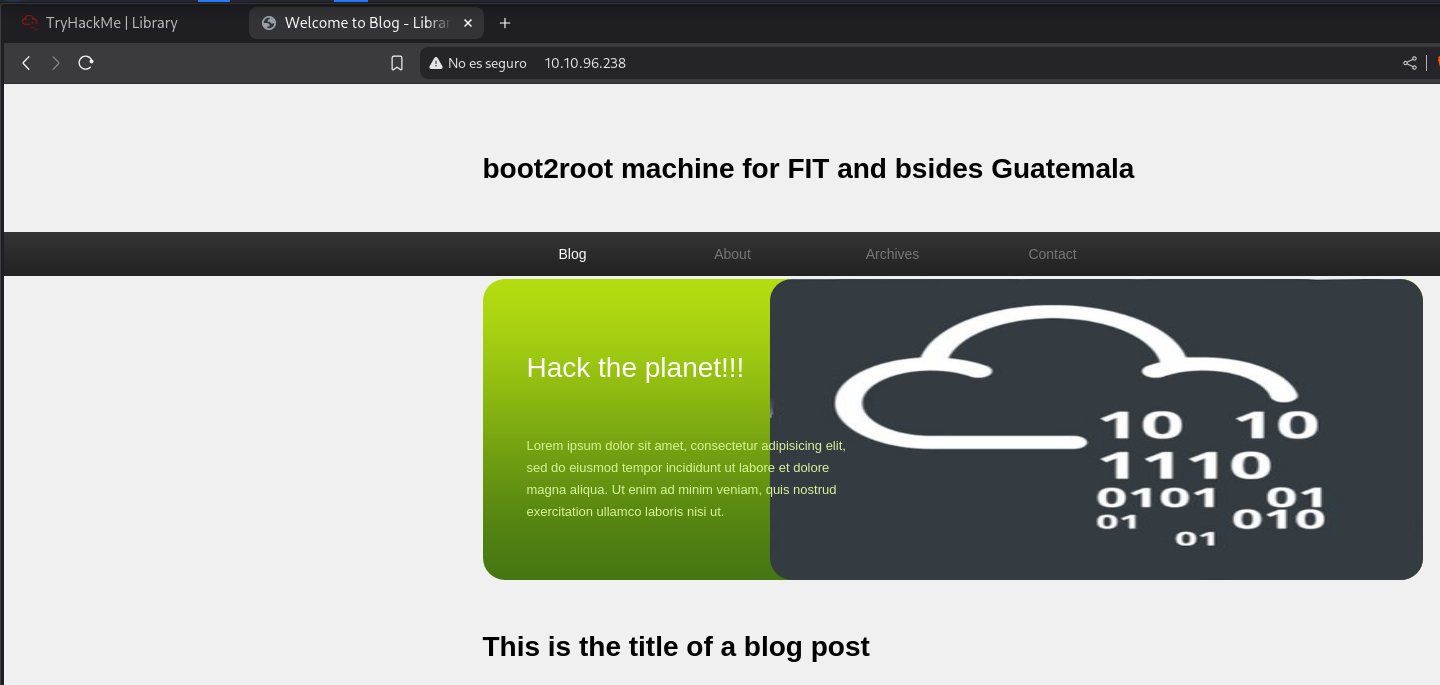 TryHackMe | Library
Welcome to Blog - Librar
No es seguro 10.10.96.238
boot2root machine for FIT and bsides Guatemala
Blog About Archives Contact
Hack the planet!!!
Lorem ipsum dolor sit amet, consectetur adipisicing elit,
sed do eiusmod tempor incididunt ut labore et dolore
magna aliqua. Ut enim ad minim veniam, quis nostrud
exercitation ullamco laboris nisi ut.
10 10
1110
0101 01
01 010
01
This is the title of a blog post